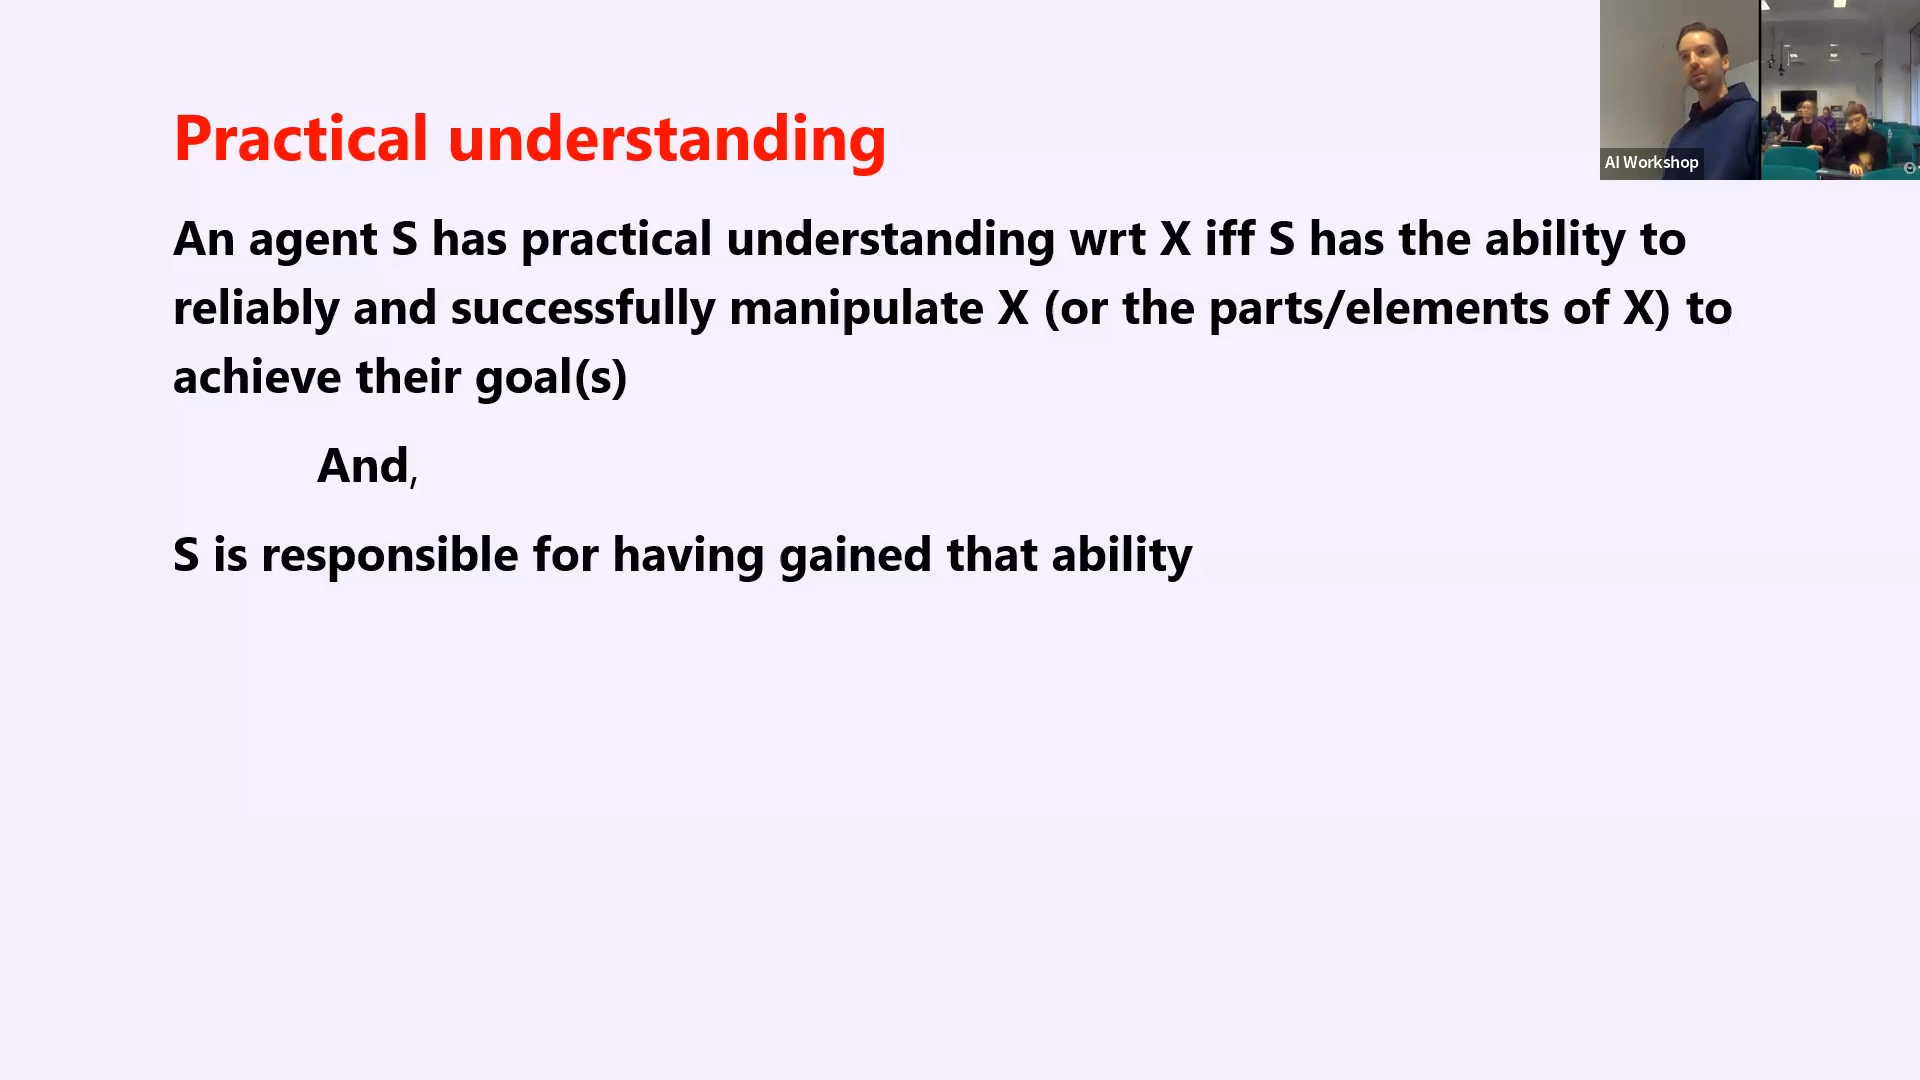 Practical understanding
An agent S has practical understanding wrt X iff S has the ability to
reliably and successfully manipulate X (or the parts/elements of X) to
achieve their goal(s)
And,
S is responsible for having gained that ability
AI Workshop